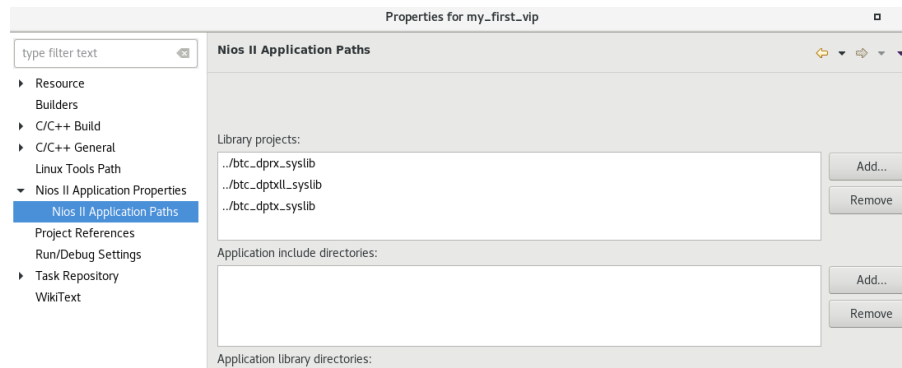 Properties for my_first_vip
type filter text
Resource
Builders
C/C++ Build
C/C++ General
Linux Tools Path
Nios II Application Properties
Nios II Application Paths
Project References
Run/Debug Settings
Task Repository
WikiText
Nios II Application Paths
Library projects:
../btc_dprx_syslib
../btc_dptxll_syslib
../btc_dptx_syslib
Add...
Remove
Application include directories:
Add...
Remove
Application library directories: